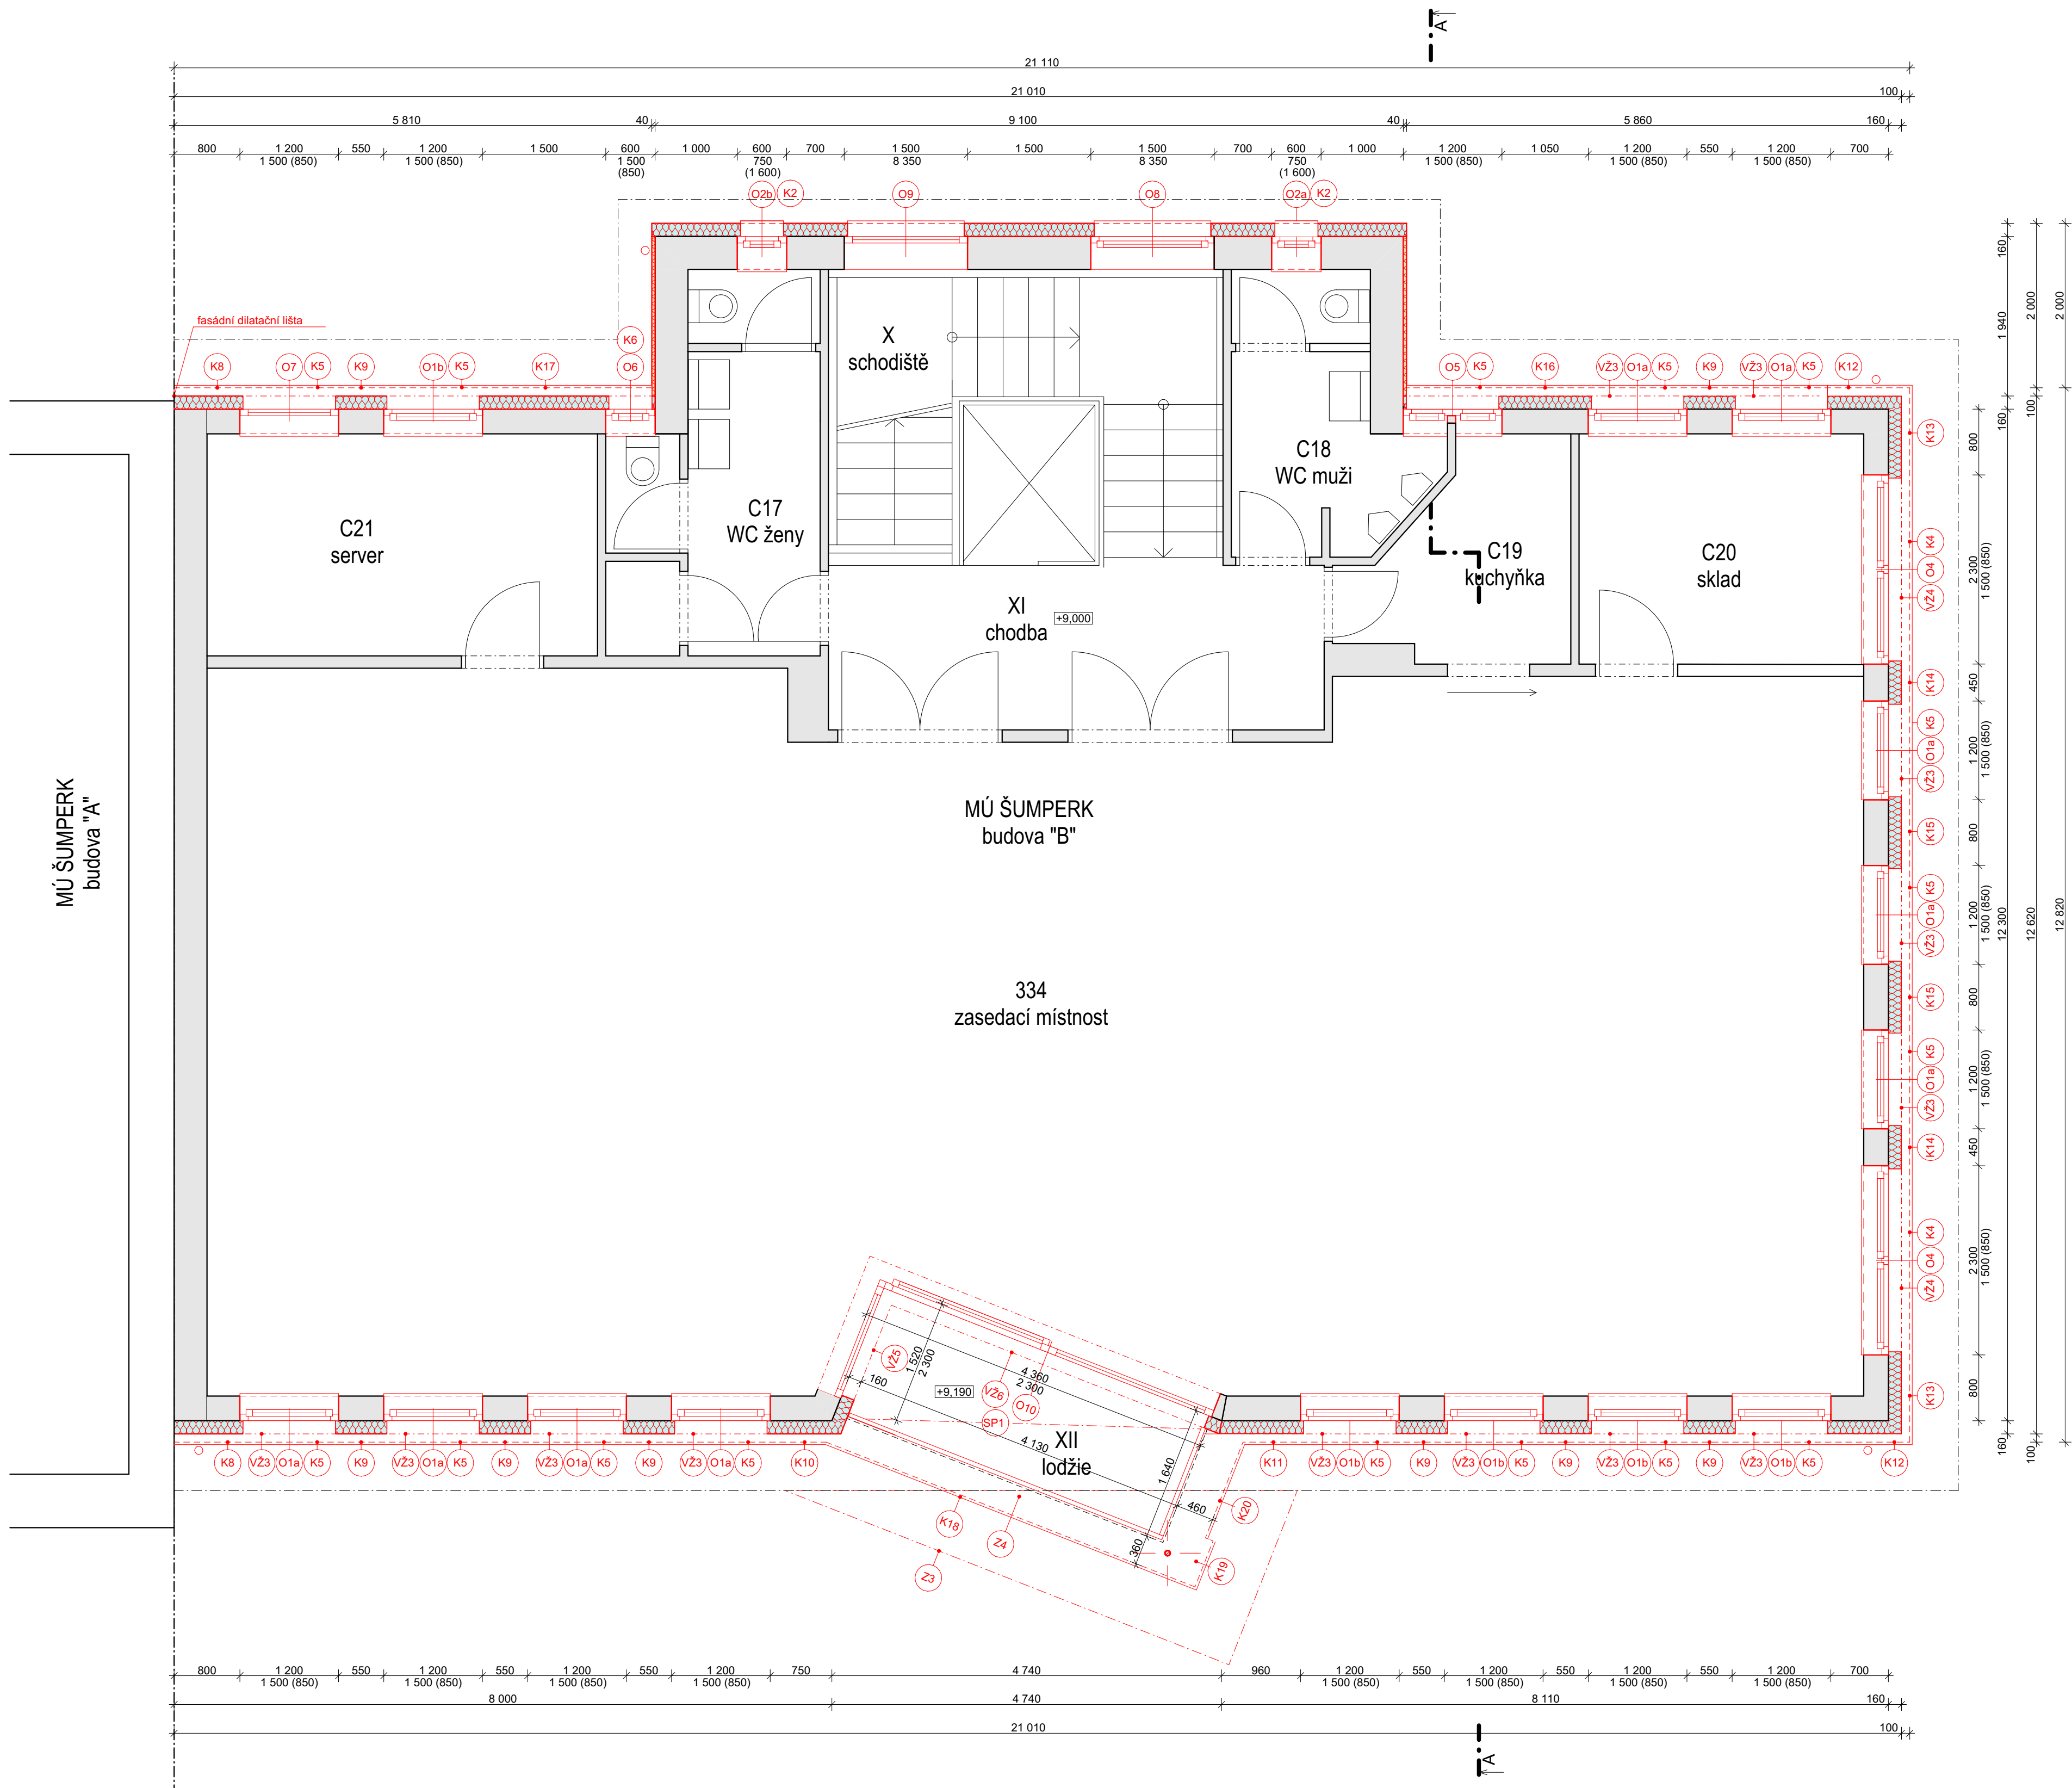 A
21 110
21 010 100
5 810 40 9 100 40 5 860 160
800 1 200 550 1 200 1 500 600 1 000 600 700 1 500 1 500 1 500 700 600 1 000 1 200 1 050 1 200 550 1 200 700
1 500 (850) 1 500 (850) 1 500 750 8 350 8 350 750 1 500 (850) 1 500 (850) 1 500 (850)
(850) (1 600) (1 600)
O2b K2 O9 O8 O2a K2
fasádní dilatační lišta
K6
K8 O7 K5 K9 O1b K5 K17 O6
O5 K5 K16 VŽ3 O1a K5 K9 VŽ3 O1a K5 K12
X
schodiště
C17
WC ženy
C18
WC muži
C21
server
C19
kuchyňka
C20
sklad
XI
chodba
+9,000
MÚ ŠUMPERK
budova "A"
MÚ ŠUMPERK
budova "B"
334
zasedací místnost
K13
K4
O4
VŽ4
K14
K5
O1a
VŽ3
K15
K5
O1a
VŽ3
K15
K5
O1a
VŽ3
K14
K4
O4
VŽ4
K13
800
2 300
1 500 (850)
450
1 200
1 500 (850)
800
1 200
1 500 (850)
800
1 200
1 500 (850)
450
2 300
1 500 (850)
800
160
1 940
160
12 300
160
2 000
100
12 620
100
2 000
12 820
VŽ5
1 520
2 300
160
4 360
2 300
+9,190
VŽ6
O10
SP1
4 130
XII
lodžie
1 640
460
360
K18
Z4
Z3
K19
K20
K8 VŽ3 O1a K5 K9 VŽ3 O1a K5 K9 VŽ3 O1a K5 K9 VŽ3 O1a K5 K10
K11 VŽ3 O1b K5 K9 VŽ3 O1b K5 K9 VŽ3 O1b K5 K9 VŽ3 O1b K5 K12
800 1 200 550 1 200 550 1 200 550 1 200 750 4 740 960 1 200 550 1 200 550 1 200 550 1 200 700
1 500 (850) 1 500 (850) 1 500 (850) 1 500 (850) 1 500 (850) 1 500 (850) 1 500 (850) 1 500 (850)
8 000 4 740 8 110 160
21 010 100
A